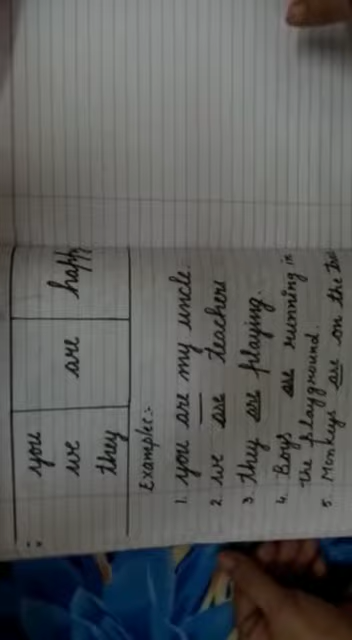 you
we are happ
they
Examples:-
1. you are my uncle.
2. we are teachers
3. they are playing.
4. Boys are running in
the playground.
5. Monkeys are on the